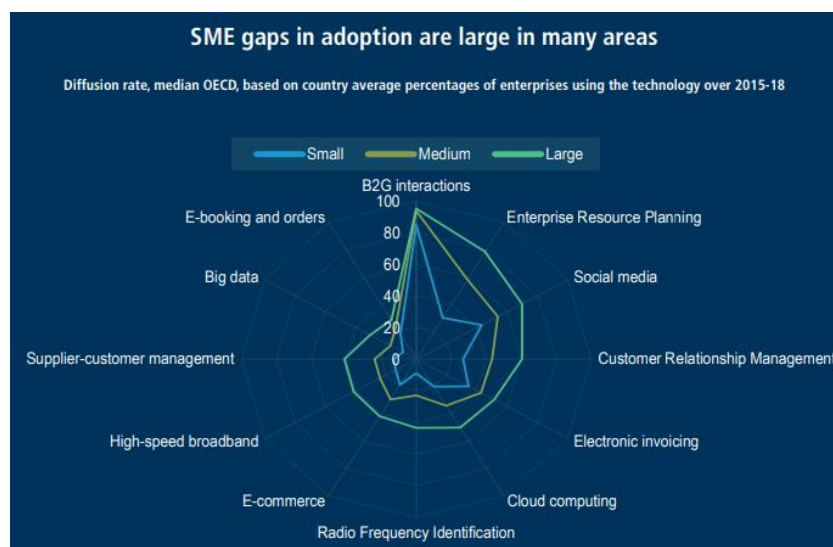 SME gaps in adoption are large in many areas
Diffusion rate, median OECD, based on country average percentages of enterprises using the technology over 2015-18
Small Medium Large
B2G interactions
100
E-booking and orders
Enterprise Resource Planning
80
Big data
60
Social media
40
20
Supplier-customer management
0
Customer Relationship Management
High-speed broadband
Electronic invoicing
E-commerce
Cloud computing
Radio Frequency Identification